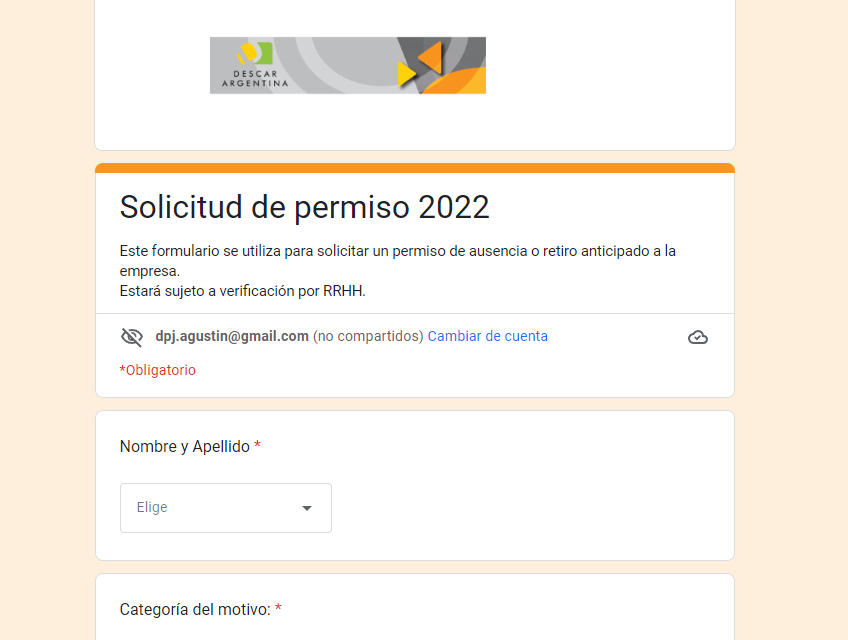 DESCAR
ARGENTINA
Solicitud de permiso 2022
Este formulario se utiliza para solicitar un permiso de ausencia o retiro anticipado a la
empresa.
Estará sujeto a verificación por RRHH.
dpj.agustin@gmail.com (no compartidos) Cambiar de cuenta
*Obligatorio
Nombre y Apellido *
Elige
Categoría del motivo: *